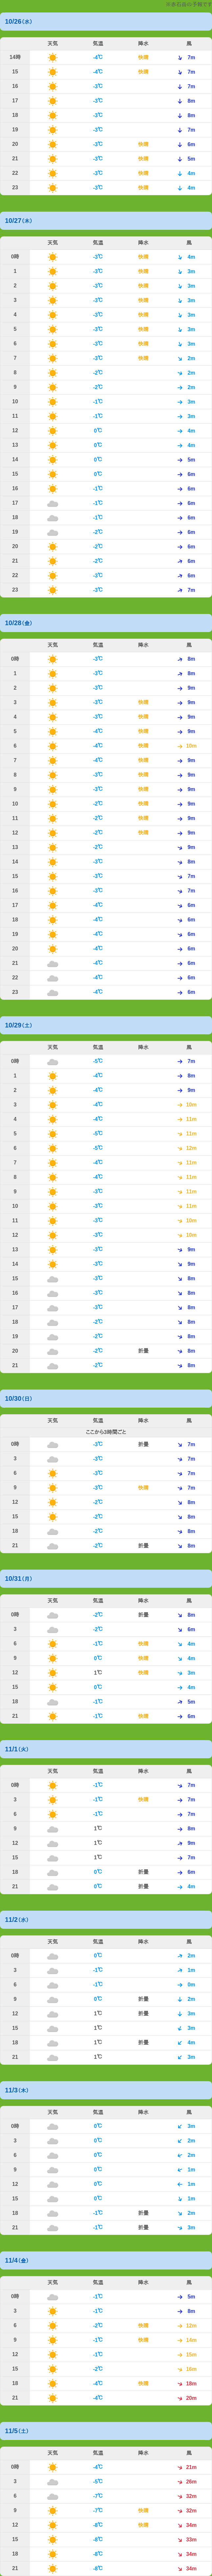 10/26(水)
天気 気温 降水 風
14時 -4℃ 快晴 7m
15 -4℃ 快晴 7m
16 -3℃ 7m
17 -3℃ 8m
18 -3℃ 8m
19 -3℃ 7m
20 -3℃ 快晴 6m
21 -3℃ 快晴 5m
22 -3℃ 快晴 4m
23 -3℃ 快晴 4m
10/27(木)
天気 気温 降水 風
0時 -3℃ 快晴 4m
1 -3℃ 快晴 3m
2 -3℃ 快晴 3m
3 -3℃ 快晴 3m
4 -3℃ 快晴 3m
5 -3℃ 快晴 3m
6 -3℃ 快晴 3m
7 -3℃ 快晴 2m
8 -2℃ 2m
9 -2℃ 2m
10 -1℃ 3m
11 -1℃ 3m
12 0℃ 4m
13 0℃ 4m
14 0℃ 5m
15 0℃ 6m
16 -1℃ 6m
17 -1℃ 6m
18 -1℃ 6m
19 -2℃ 6m
20 -2℃ 6m
21 -2℃ 6m
22 -3℃ 6m
23 -3℃ 7m
10/28(金)
天気 気温 降水 風
0時 -3℃ 8m
1 -3℃ 8m
2 -3℃ 9m
3 -3℃ 快晴 9m
4 -3℃ 快晴 9m
5 -4℃ 快晴 9m
6 -4℃ 快晴 10m
7 -4℃ 快晴 9m
8 -3℃ 快晴 9m
9 -3℃ 快晴 9m
10 -2℃ 快晴 9m
11 -2℃ 快晴 9m
12 -2℃ 快晴 9m
13 -2℃ 9m
14 -3℃ 8m
15 -3℃ 7m
16 -3℃ 7m
17 -4℃ 6m
18 -4℃ 6m
19 -4℃ 6m
20 -4℃ 6m
21 -4℃ 6m
22 -4℃ 6m
23 -4℃ 6m
10/29(土)
天気 気温 降水 風
0時 -5℃ 7m
1 -4℃ 8m
2 -4℃ 9m
3 -4℃ 10m
4 -4℃ 11m
5 -5℃ 11m
6 -5℃ 12m
7 -4℃ 11m
8 -4℃ 11m
9 -3℃ 11m
10 -3℃ 11m
11 -3℃ 10m
12 -3℃ 10m
13 -3℃ 9m
14 -3℃ 9m
15 -3℃ 8m
16 -3℃ 8m
17 -3℃ 8m
18 -2℃ 8m
19 -2℃ 8m
20 -2℃ 折曇 8m
21 -2℃ 8m
10/30(日)
天気 気温 降水 風
ここから3時間ごと
0時 -3℃ 折曇 7m
3 -3℃ 7m
6 -3℃ 7m
9 -3℃ 快晴 7m
12 -2℃ 8m
15 -2℃ 8m
18 -2℃ 8m
21 -2℃ 折曇 8m
10/31(月)
天気 気温 降水 風
0時 -2℃ 折曇 8m
3 -2℃ 6m
6 -1℃ 快晴 4m
9 0℃ 快晴 4m
12 1℃ 快晴 3m
15 0℃ 4m
18 -1℃ 5m
21 -1℃ 快晴 6m
11/1(火)
天気 気温 降水 風
0時 -1℃ 7m
3 -1℃ 快晴 7m
6 -1℃ 7m
9 1℃ 8m
12 1℃ 9m
15 1℃ 7m
18 0℃ 折曇 6m
21 0℃ 折曇 4m
11/2(水)
天気 気温 降水 風
0時 0℃ 2m
3 -1℃ 1m
6 -1℃ 0m
9 0℃ 折曇 2m
12 1℃ 折曇 3m
15 1℃ 3m
18 1℃ 折曇 4m
21 1℃ 3m
11/3(木)
天気 気温 降水 風
0時 0℃ 3m
3 0℃ 2m
6 0℃ 2m
9 0℃ 1m
12 0℃ 1m
15 0℃ 1m
18 -1℃ 折曇 2m
21 -1℃ 折曇 3m
11/4(金)
天気 気温 降水 風
0時 -1℃ 5m
3 -1℃ 8m
6 -2℃ 快晴 12m
9 -1℃ 快晴 14m
12 -1℃ 15m
15 -2℃ 16m
18 -4℃ 快晴 18m
21 -4℃ 20m
11/5(土)
天気 気温 降水 風
0時 -4℃ 21m
3 -5℃ 26m
6 -7℃ 32m
9 -7℃ 快晴 32m
12 -8℃ 快晴 34m
15 -8℃ 33m
18 -8℃ 34m
21 -8℃ 34m